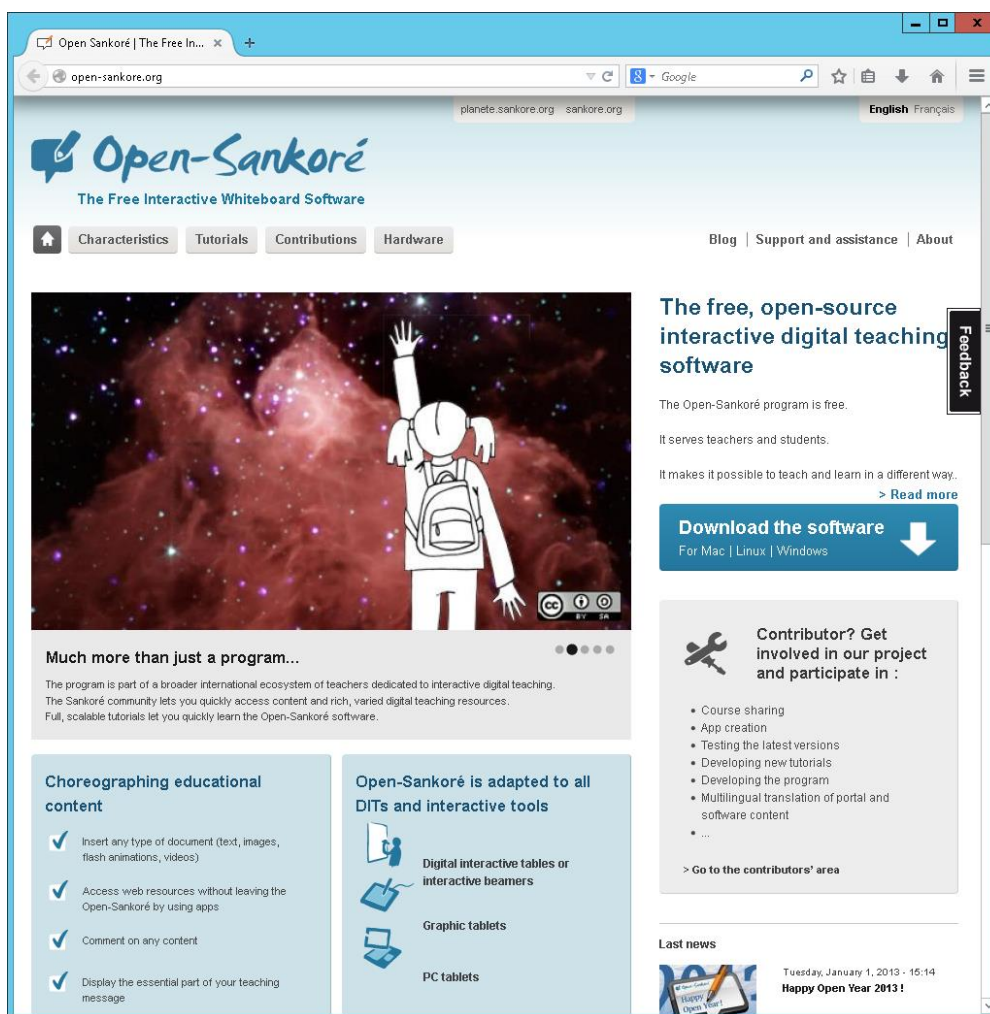 Open Sankoré | The Free In...
open-sankore.org
Google
planete.sankore.org sankore.org
English Français
Open-Sankoré
The Free Interactive Whiteboard Software
Characteristics Tutorials Contributions Hardware
Blog | Support and assistance | About
The free, open-source
interactive digital teaching
software
Feedback
The Open-Sankoré program is free.
It serves teachers and students.
It makes it possible to teach and learn in a different way..
> Read more
Download the software
For Mac | Linux | Windows
cc BY SA
Much more than just a program...
The program is part of a broader international ecosystem of teachers dedicated to interactive digital teaching.
The Sankoré community lets you quickly access content and rich, varied digital teaching resources.
Full, scalable tutorials let you quickly learn the Open-Sankoré software.
Contributor? Get
involved in our project
and participate in :
• Course sharing
• App creation
• Testing the latest versions
• Developing new tutorials
• Developing the program
• Multilingual translation of portal and
software content
• ...
> Go to the contributors' area
Choreographing educational
content
Insert any type of document (text, images,
flash animations, videos)
Access web resources without leaving the
Open-Sankoré by using apps
Comment on any content
Display the essential part of your teaching
message
Open-Sankoré is adapted to all
DITs and interactive tools
Digital interactive tables or
interactive beamers
Graphic tablets
PC tablets
Last news
Happy
Open Year!
Tuesday, January 1, 2013 - 15:14
Happy Open Year 2013 !